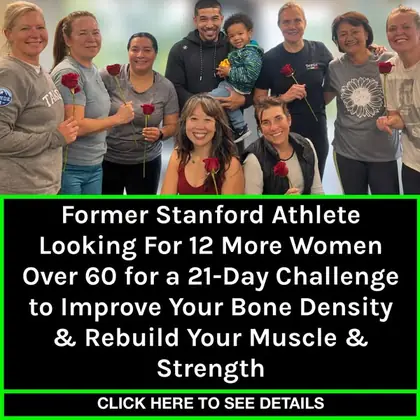 Former Stanford Athlete
Looking For 12 More Women
Over 60 for a 21-Day Challenge
to Improve Your Bone Density
& Rebuild Your Muscle &
Strength
CLICK HERE TO SEE DETAILS